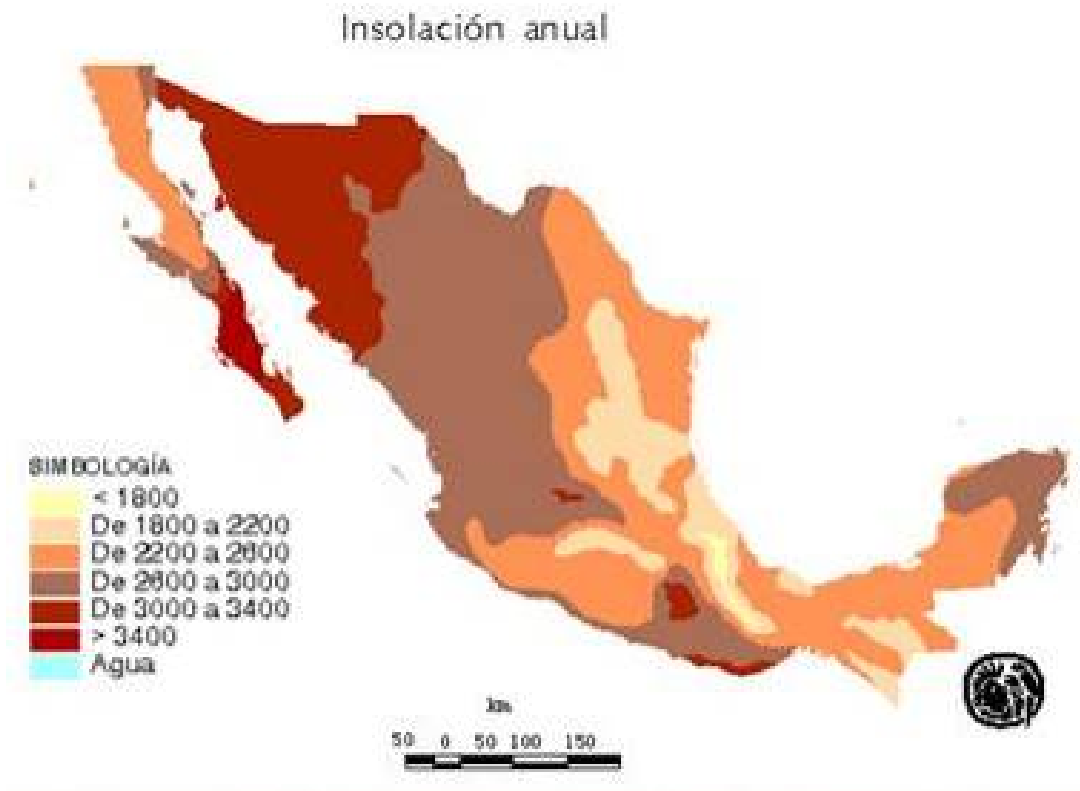 Insolación anual
SIMBOLOGÍA
< 1800
De 1800 a 2200
De 2200 a 2600
De 2600 a 3000
De 3000 a 3400
> 3400
Agua
km
50 0 50 100 150